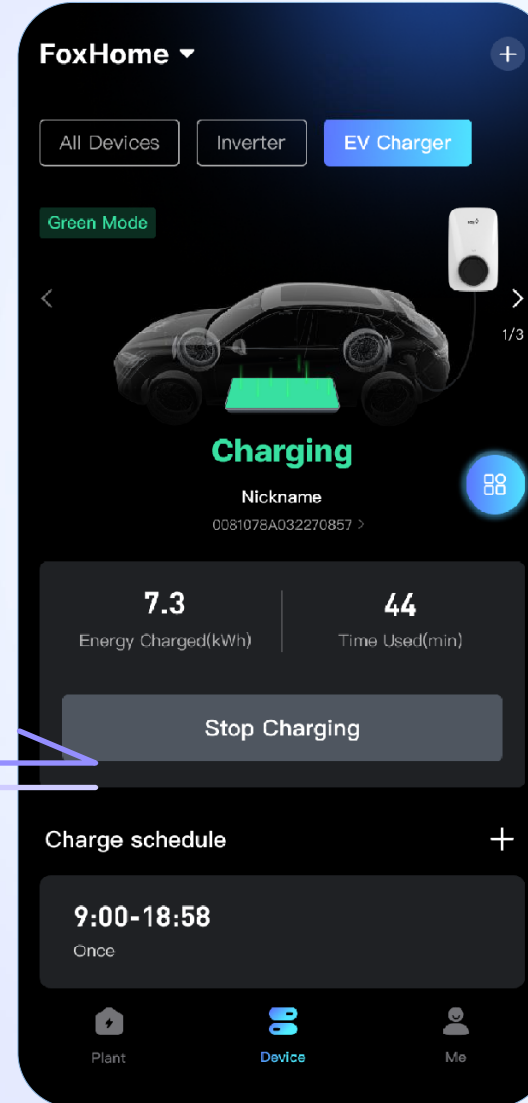 FoxHome
All Devices
Inverter
EV Charger
Green Mode
1/3
Charging
Nickname
0081078A032270857 >
7.3
Energy Charged(kWh)
44
Time Used(min)
Stop Charging
Charge schedule
9:00-18:58
Once
Plant
Device
Me